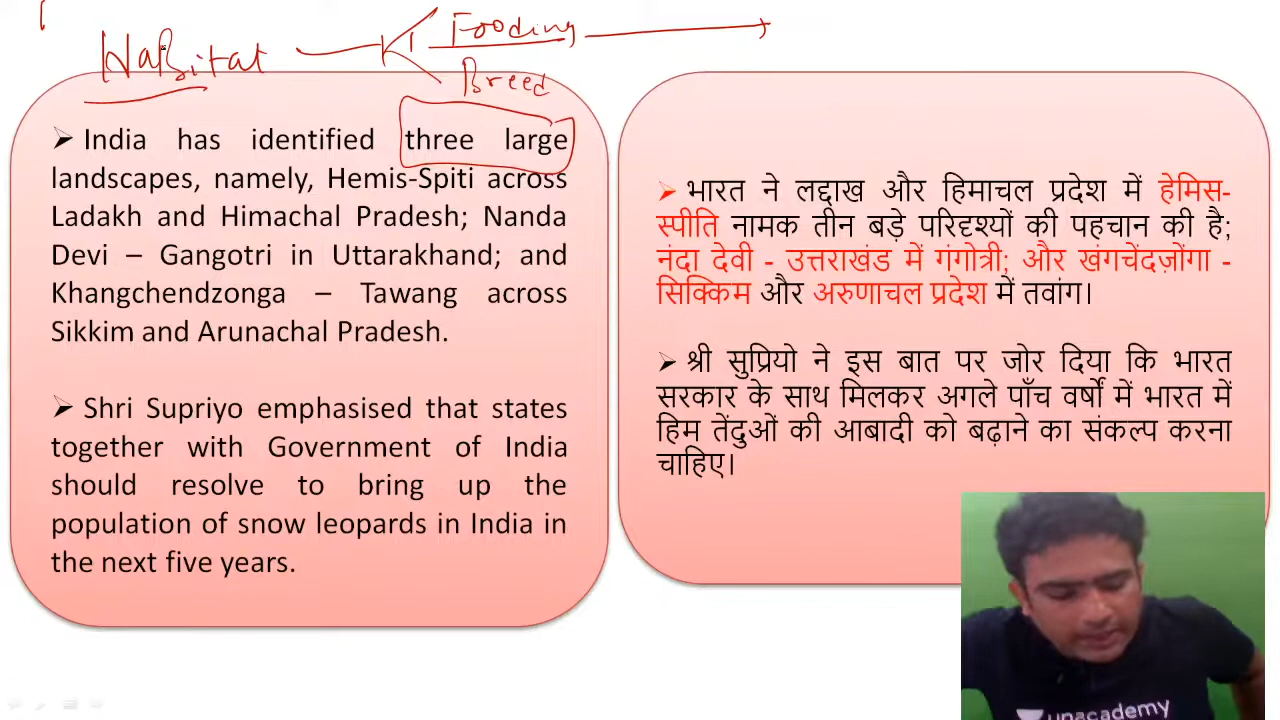 Habitat
Fooding
Breed
➢ India has identified three large
landscapes, namely, Hemis-Spiti across
Ladakh and Himachal Pradesh; Nanda
Devi – Gangotri in Uttarakhand; and
Khangchendzonga – Tawang across
Sikkim and Arunachal Pradesh.
➢ Shri Supriyo emphasised that states
together with Government of India
should resolve to bring up the
population of snow leopards in India in
the next five years.
➢ भारत ने लद्दाख और हिमाचल प्रदेश में हेमिस-
स्पीति नामक तीन बड़े परिदृश्यों की पहचान की है;
नंदा देवी - उत्तराखंड में गंगोत्री; और खंगचेंदज़ोंगा -
सिक्किम और अरुणाचल प्रदेश में तवांग।
➢ श्री सुप्रियो ने इस बात पर जोर दिया कि भारत
सरकार के साथ मिलकर अगले पाँच वर्षों में भारत में
हिम तेंदुओं की आबादी को बढ़ाने का संकल्प करना
चाहिए।
unacademy